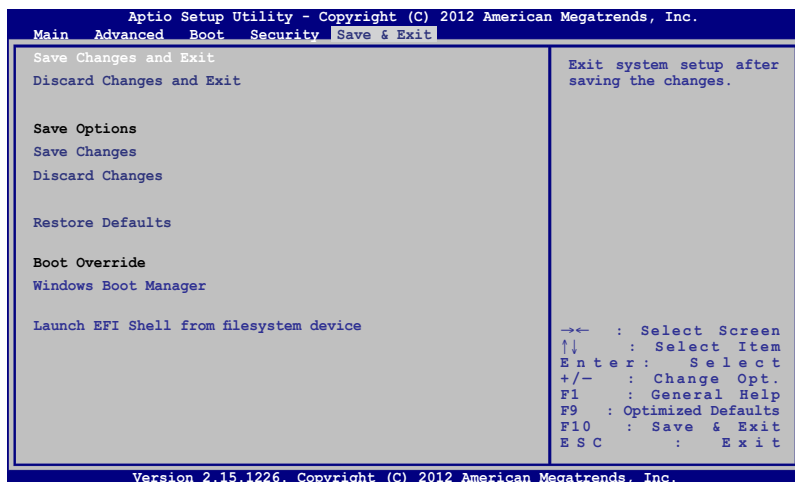 Aptio Setup Utility - Copyright (C) 2012 American Megatrends, Inc.
Main Advanced Boot Security Save & Exit
Save Changes and Exit
Discard Changes and Exit
Save Options
Save Changes
Discard Changes
Restore Defaults
Boot Override
Windows Boot Manager
Launch EFI Shell from filesystem device
Exit system setup after
saving the changes.
→← : Select Screen
↑↓ : Select Item
Enter: Select
+/— : Change Opt.
F1 : General Help
F9 : Optimized Defaults
F10 : Save & Exit
ESC : Exit
Version 2.15.1226. Copyright (C) 2012 American Megatrends, Inc.